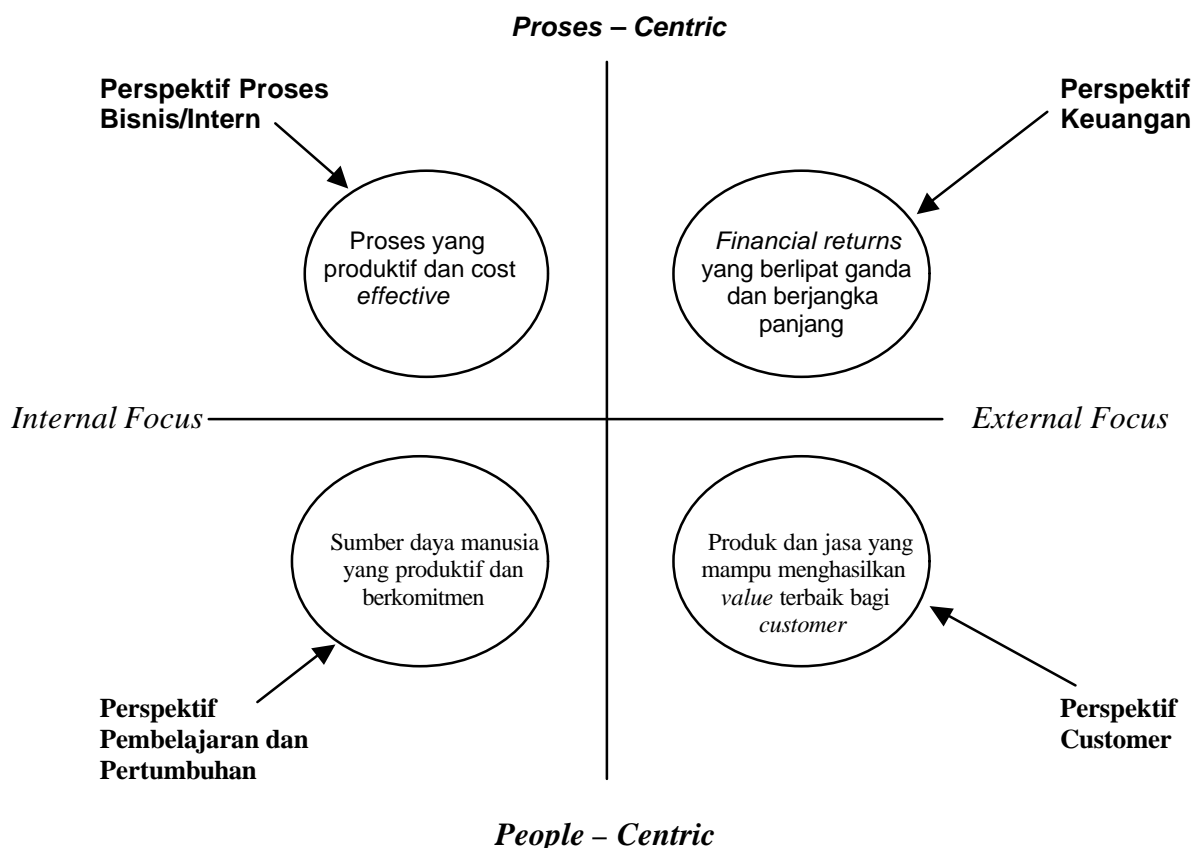 Proses – Centric
Perspektif Proses
Bisnis/Intern
Perspektif
Keuangan
Proses yang
produktif dan cost
effective
Financial returns
yang berlipat ganda
dan berjangka
panjang
Internal Focus
External Focus
Sumber daya manusia
yang produktif dan
berkomitmen
Produk dan jasa yang
mampu menghasilkan
value terbaik bagi
customer
Perspektif
Pembelajaran dan
Pertumbuhan
Perspektif
Customer
People – Centric